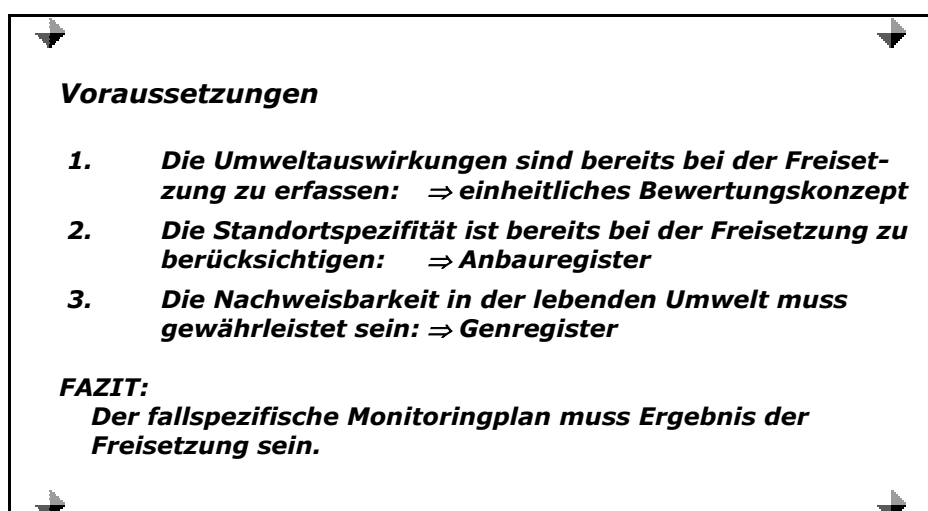 Voraussetzungen
1. Die Umweltauswirkungen sind bereits bei der Freiset-
zung zu erfassen: ⇒ einheitliches Bewertungskonzept
2. Die Standortspezifität ist bereits bei der Freisetzung zu
berücksichtigen: ⇒ Anbauregister
3. Die Nachweisbarkeit in der lebenden Umwelt muss
gewährleistet sein: ⇒ Genregister
FAZIT:
Der fallspezifische Monitoringplan muss Ergebnis der
Freisetzung sein.